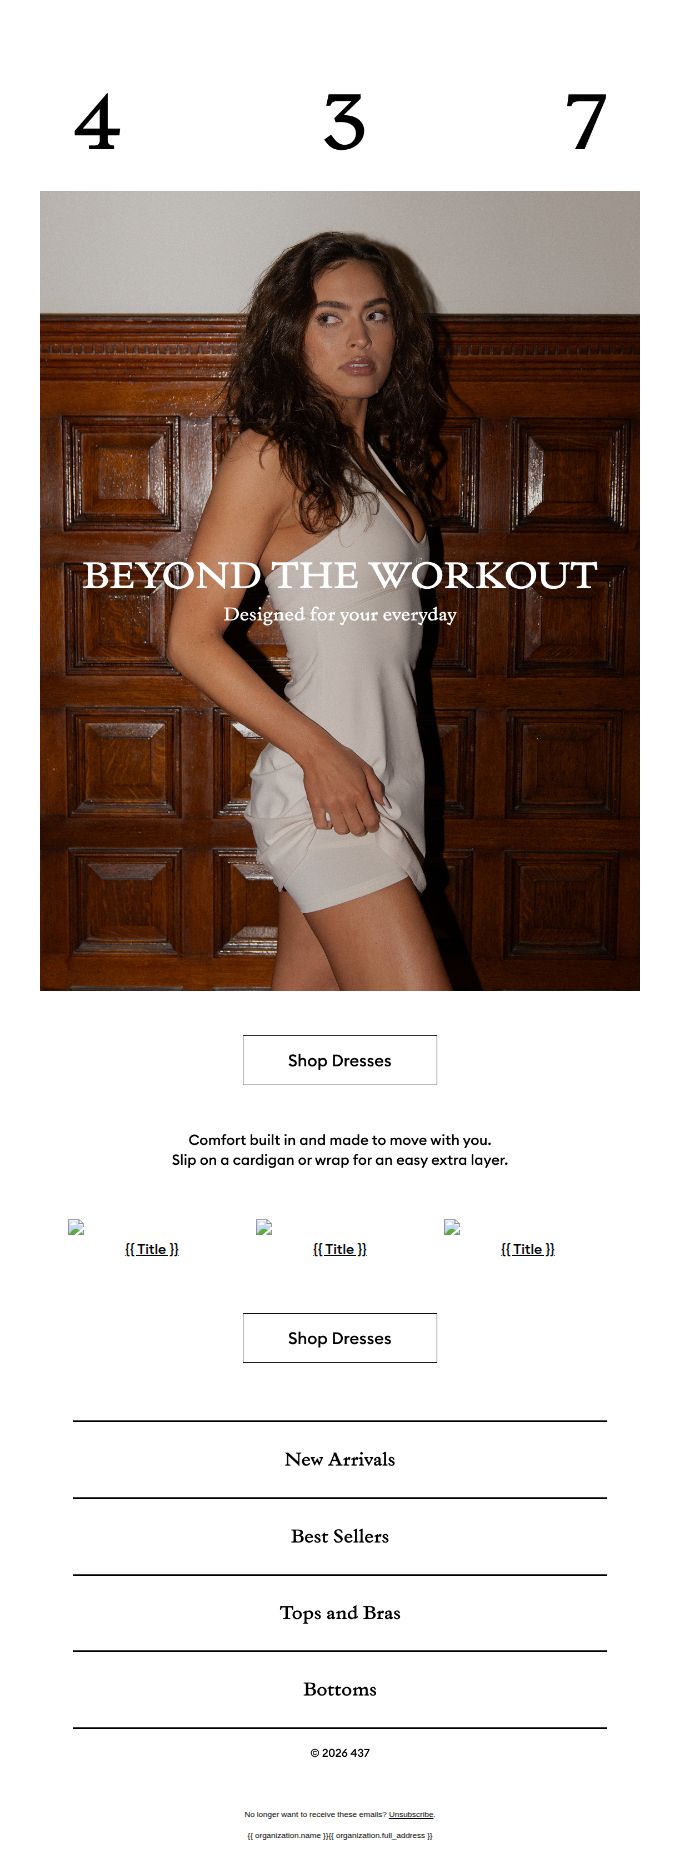 4 3 7
BEYOND THE WORKOUT
Designed for your everyday
Shop Dresses
Comfort built in and made to move with you.
Slip on a cardigan or wrap for an easy extra layer.
{{ Title }} {{ Title }} {{ Title }}
Shop Dresses
New Arrivals
Best Sellers
Tops and Bras
Bottoms
© 2026 437
No longer want to receive these emails? Unsubscribe.
{{ organization.name }}{{ organization.full_address }}